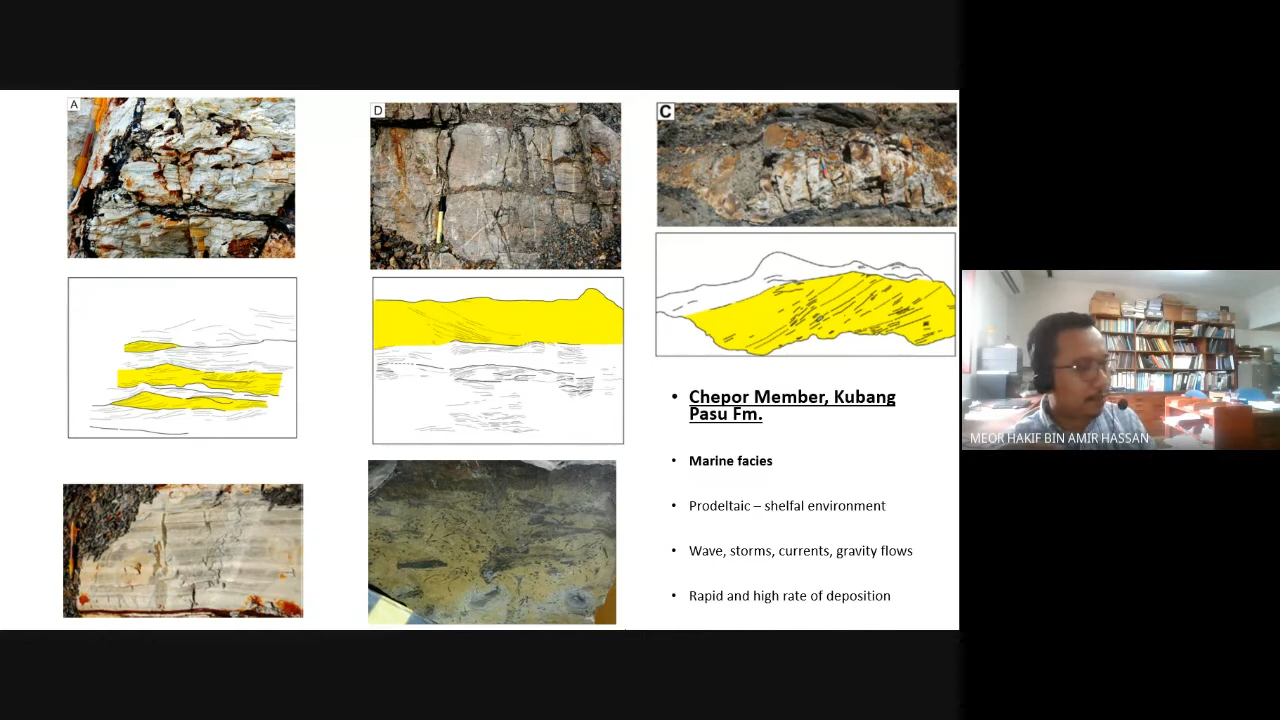 A
D
C
Chepor Member, Kubang
Pasu Fm.
Marine facies
Prodeltaic – shelfal environment
Wave, storms, currents, gravity flows
Rapid and high rate of deposition
MEOR HAKIF BIN AMIR HASSAN